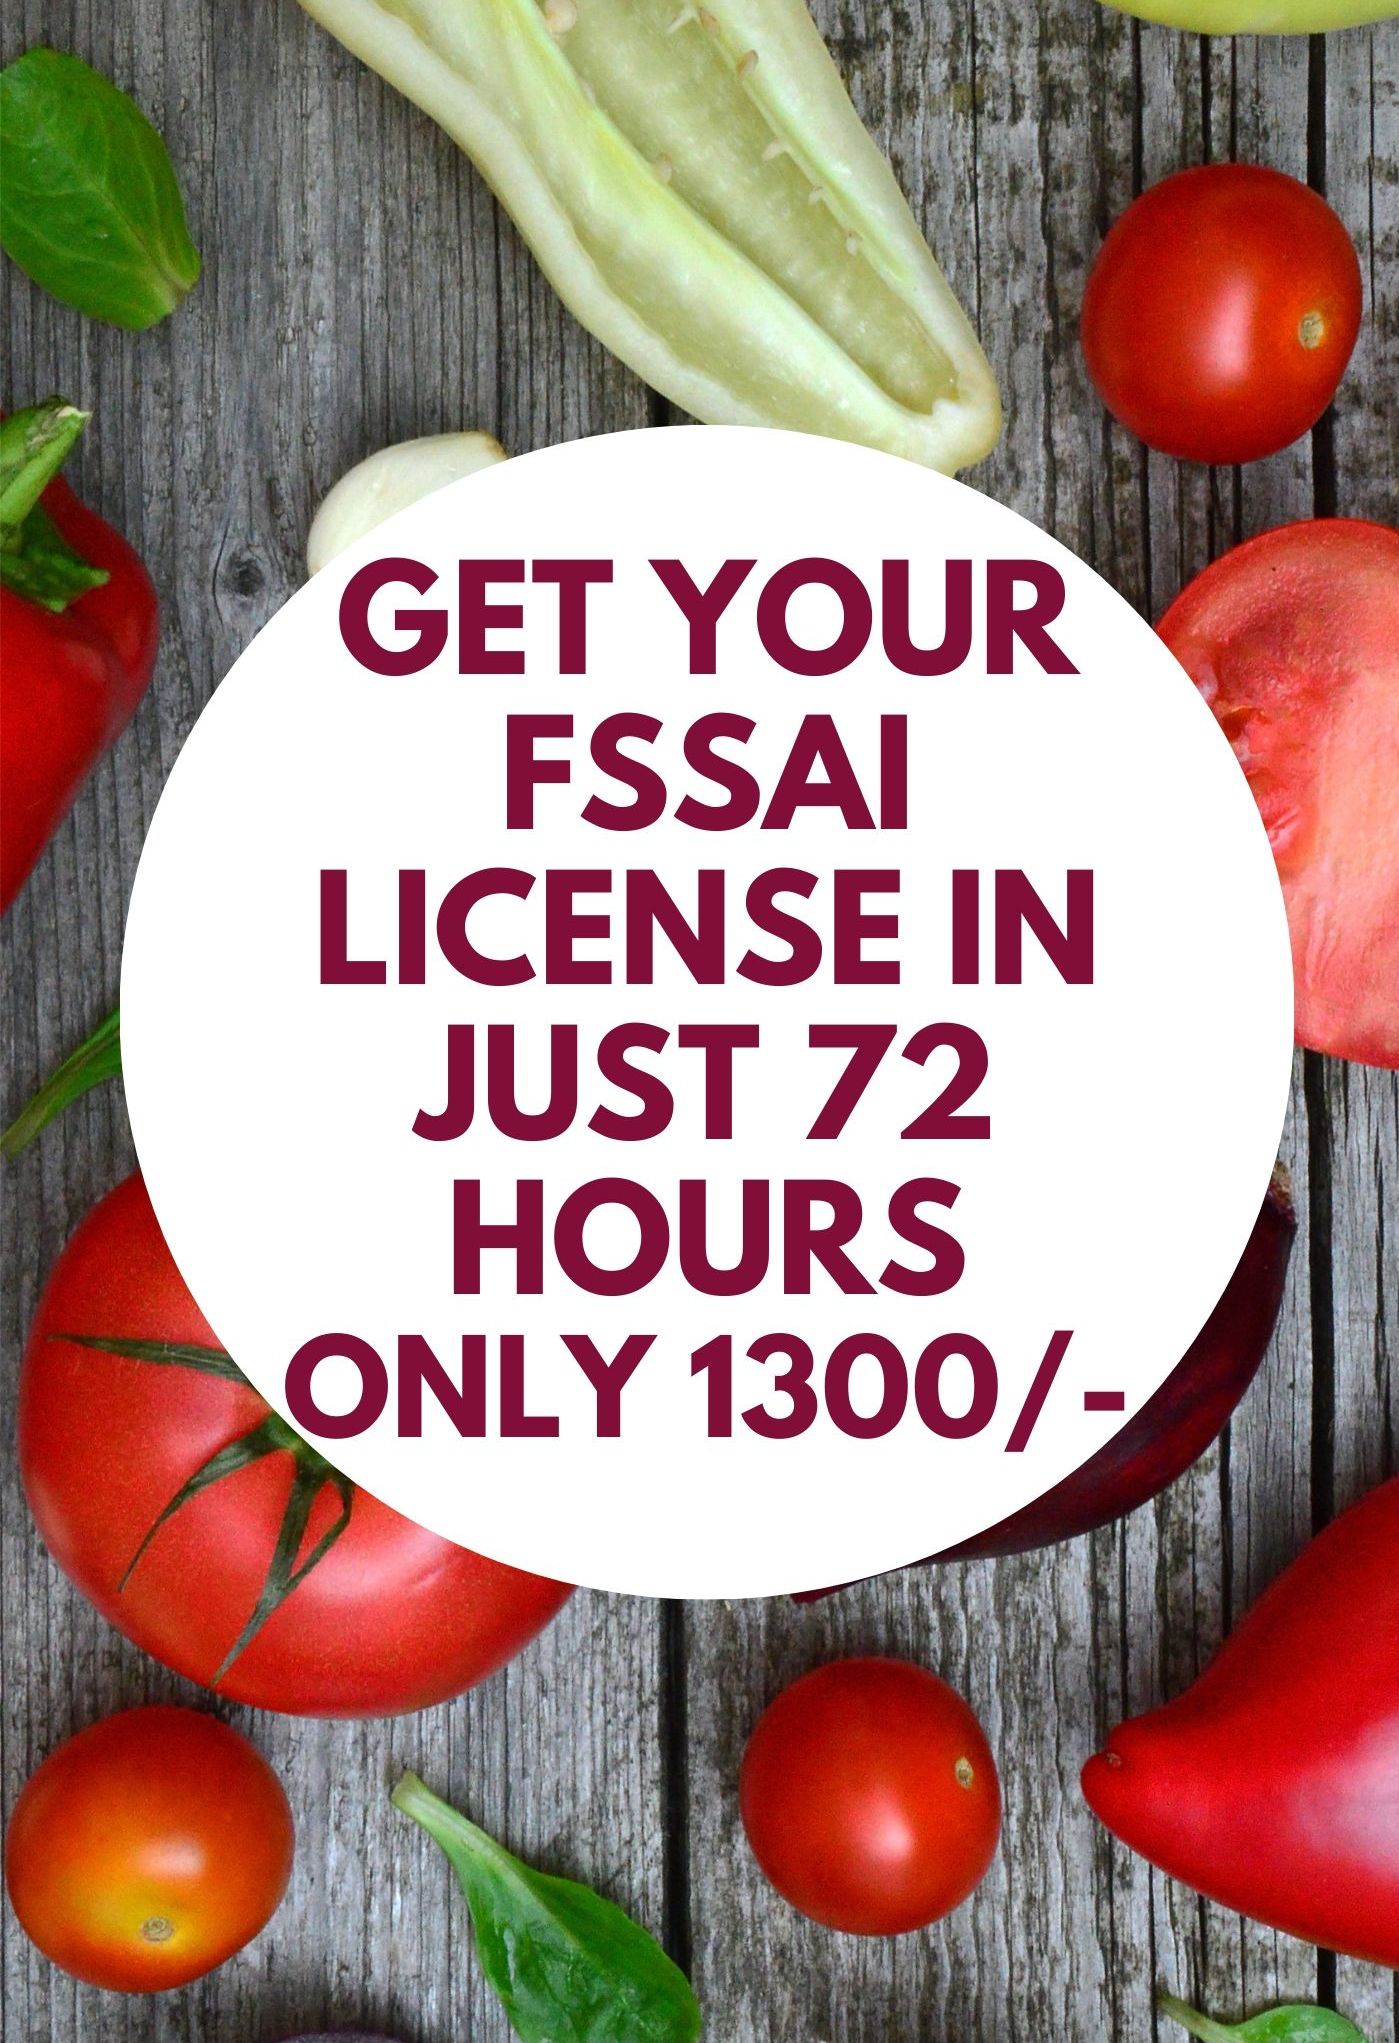 GET YOUR
FSSAI
LICENSE IN
JUST 72
HOURS
ONLY 1300/-